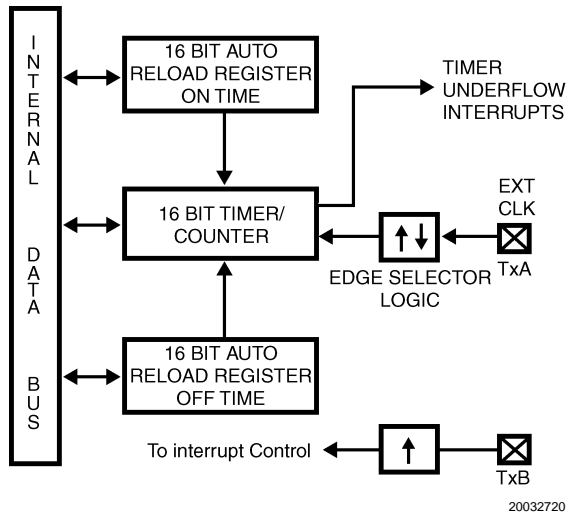 INTERNAL DATA BUS
16 BIT AUTO
RELOAD REGISTER
ON TIME
TIMER
UNDERFLOW
INTERRUPTS
16 BIT TIMER/
COUNTER
EXT
CLK
TxA
EDGE SELECTOR
LOGIC
16 BIT AUTO
RELOAD REGISTER
OFF TIME
To interrupt Control
TxB
20032720